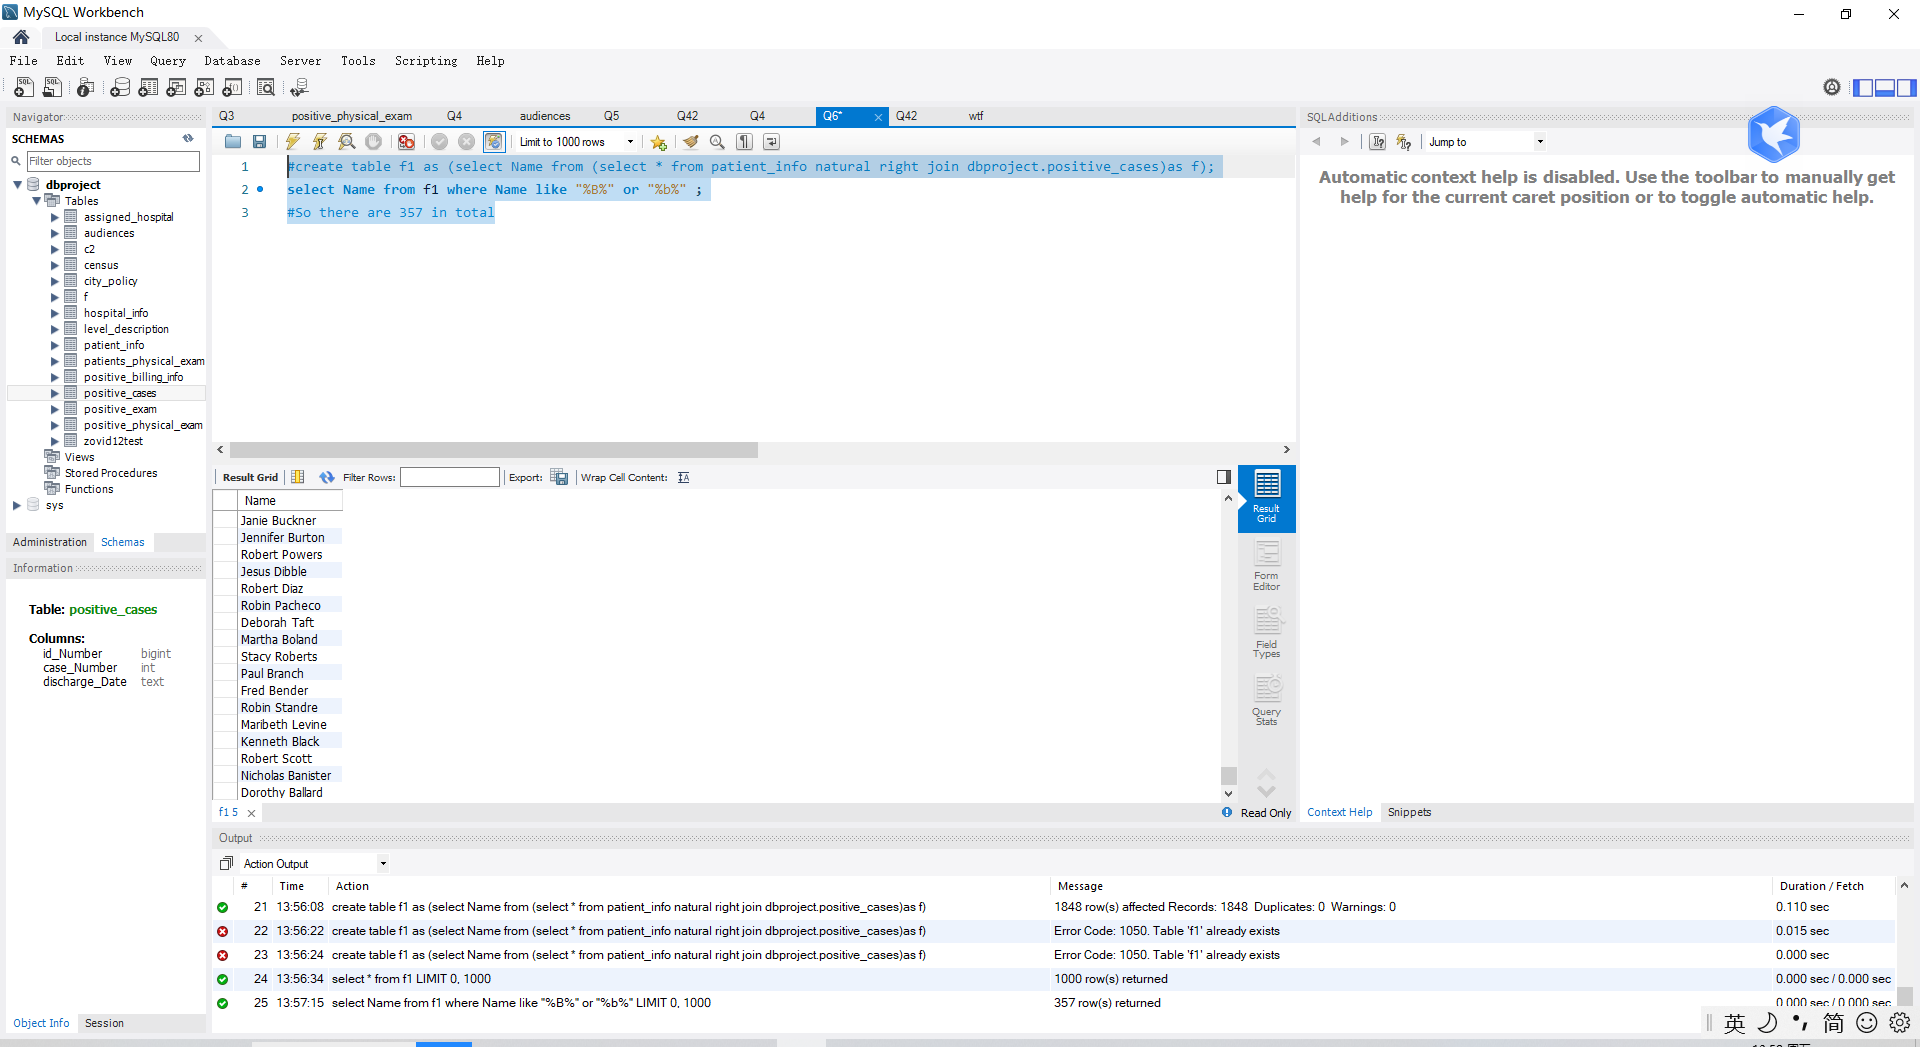 MySQL Workbench
Local instance MySQL80
File Edit View Query Database Server Tools Scripting Help
Navigator
SCHEMAS
Filter objects
dbproject
Tables
assigned_hospital
audiences
c2
census
city_policy
f
hospital_info
level_description
patient_info
patients_physical_exam
positive_billing_info
positive_cases
positive_exam
positive_physical_exam
zovid12test
Views
Stored Procedures
Functions
sys
Administration Schemas
Information
Table: positive_cases
Columns:
id_Number bigint
case_Number int
discharge_Date text
Object Info Session
Q3 positive_physical_exam Q4 audiences Q5 Q42 Q4 Q6* Q42 wtf
Limit to 1000 rows
1 #create table f1 as (select Name from (select * from patient_info natural right join dbproject.positive_cases)as f);
2 select Name from f1 where Name like "%B%" or "%b%" ;
3 #So there are 357 in total
Result Grid Filter Rows: Export: Wrap Cell Content:
Name
Janie Buckner
Jennifer Burton
Robert Powers
Jesus Dibble
Robert Diaz
Robin Pacheco
Deborah Taft
Martha Boland
Stacy Roberts
Paul Branch
Fred Bender
Robin Standre
Maribeth Levine
Kenneth Black
Robert Scott
Nicholas Banister
Dorothy Ballard
Result
Grid
Form
Editor
Field
Types
Query
Stats
f1 5
Read Only
SQLAdditions
Jump to
Automatic context help is disabled. Use the toolbar to manually get
help for the current caret position or to toggle automatic help.
Context Help Snippets
Output
Action Output
# Time Action Message Duration / Fetch
21 13:56:08 create table f1 as (select Name from (select * from patient_info natural right join dbproject.positive_cases)as f) 1848 row(s) affected Records: 1848 Duplicates: 0 Warnings: 0 0.110 sec
22 13:56:22 create table f1 as (select Name from (select * from patient_info natural right join dbproject.positive_cases)as f) Error Code: 1050. Table 'f1' already exists 0.015 sec
23 13:56:24 create table f1 as (select Name from (select * from patient_info natural right join dbproject.positive_cases)as f) Error Code: 1050. Table 'f1' already exists 0.000 sec
24 13:56:34 select * from f1 LIMIT 0, 1000 1000 row(s) returned 0.000 sec / 0.000 sec
25 13:57:15 select Name from f1 where Name like "%B%" or "%b%" LIMIT 0, 1000 357 row(s) returned 0.000 sec / 0.000 sec
英 简